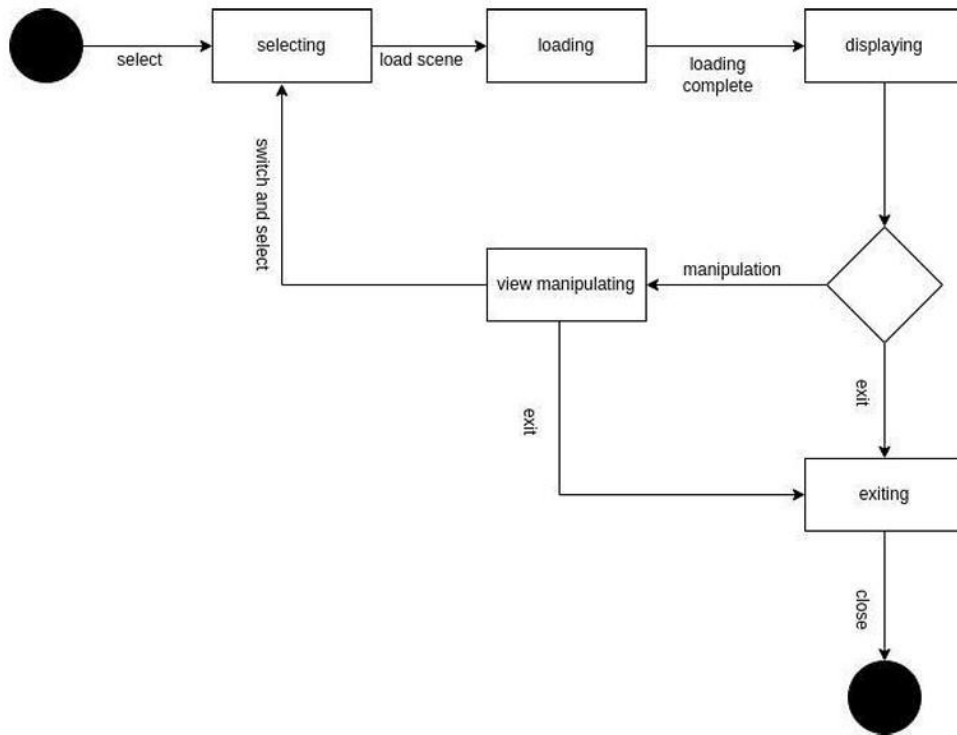 selecting
loading
displaying
select
load scene
loading
complete
switch and select
view manipulating
manipulation
exit
exit
exiting
close